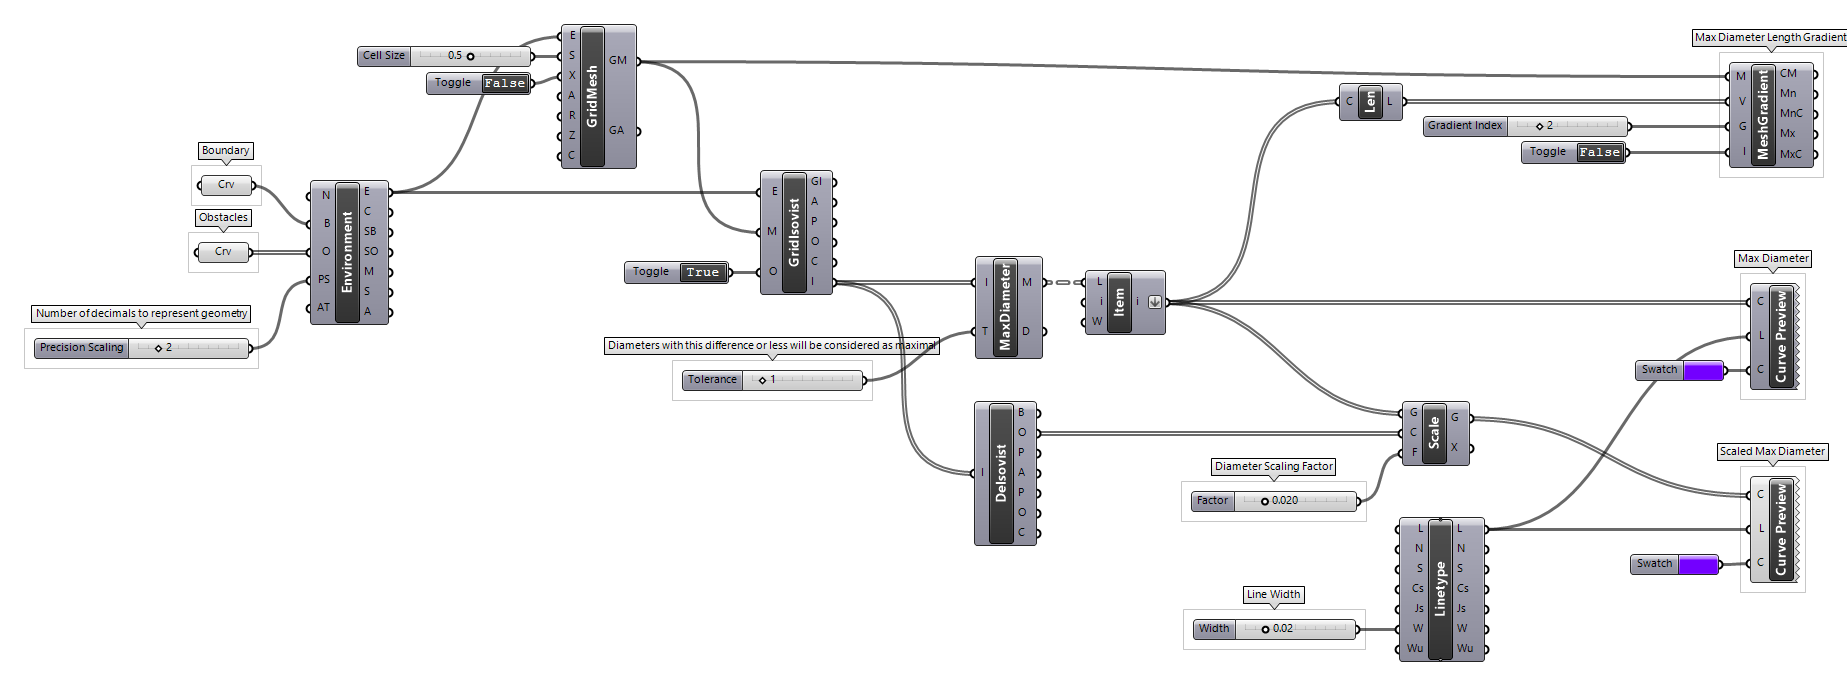 Max Diameter Length Gradient
Cell Size 0.5
Toggle False
E
S
X
A
R
Z
C
GridMesh
GM
GA
M
V
G
I
MeshGradient
CM
Mn
MnC
Mx
MxC
C Len L
Gradient Index 2
Toggle False
Boundary
Crv
Obstacles
Crv
N
B
O
PS
AT
Environment
E
C
SB
SO
M
S
A
E
M
O
GridIsovist
GI
A
P
O
C
I
Toggle True
Number of decimals to represent geometry
Precision Scaling 2
I
T
MaxDiameter
M
D
L
i
W
Item
i
Max Diameter
C
L
C
Curve Preview
Swatch
Diameters with this difference or less will be considered as maximal
Tolerance 1
I
DeIsovist
B
O
P
A
P
O
C
G
C
F
Scale
G
X
Diameter Scaling Factor
Factor 0.020
Scaled Max Diameter
C
L
C
Curve Preview
Swatch
L
N
S
Cs
Js
W
Wu
Linetype
L
N
S
Cs
Js
W
Wu
Line Width
Width 0.02